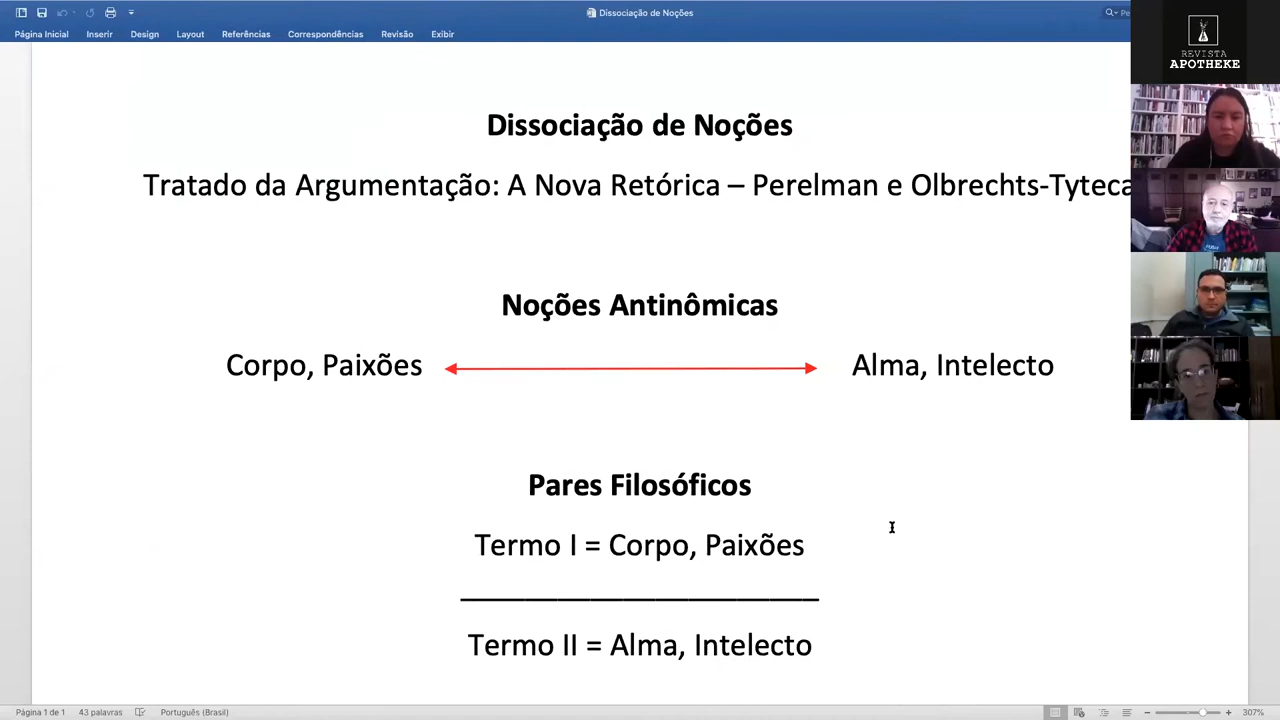 Dissociação de Noções
Pe
Página Inicial Inserir Design Layout Referências Correspondências Revisão Exibir
REVISTA
APOTHEKE
Dissociação de Noções
Tratado da Argumentação: A Nova Retórica – Perelman e Olbrechts-Tyteca
Noções Antinômicas
Corpo, Paixões Alma, Intelecto
Pares Filosóficos
Termo I = Corpo, Paixões
Termo II = Alma, Intelecto
Página 1 de 1 43 palavras Português (Brasil) 307%